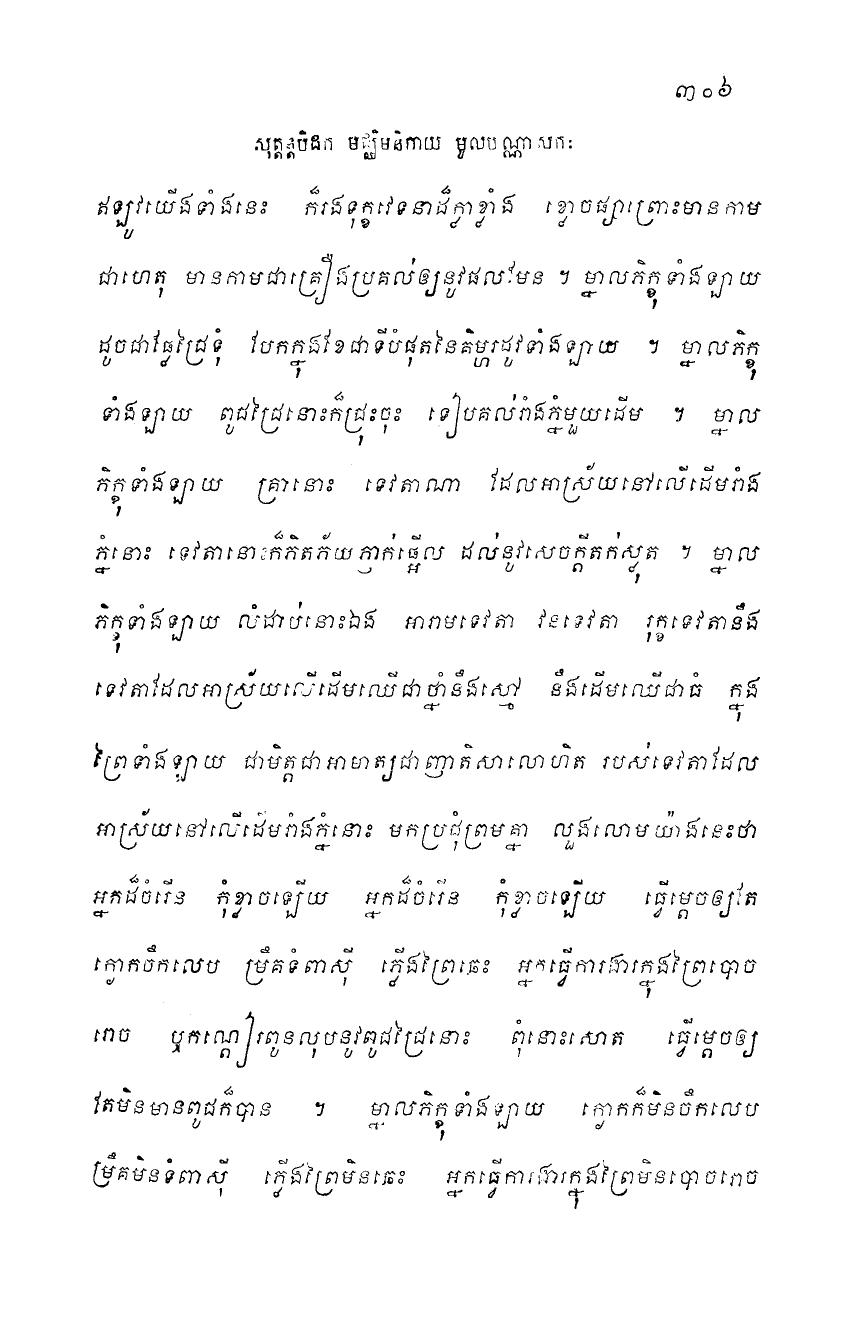 ៣០៦
សុត្តន្តបិដក មជ្ឈិមនិកាយ មូលបណ្ណាសក:
ឥឡូវយើងទាំងនេះ ក៏រងទុក្ខវេទនាដ៏ក្លាខ្លាំង ខ្លោចផ្សាព្រោះមានកាម
ជាហេតុ មានកាមជាគ្រឿងប្រគល់ឲ្យនូវផលមែន ។ ម្នាលភិក្ខុទាំងឡាយ
ដូចជាផ្លែជ្រៃទុំ បែកក្នុងខែជាទីបំផុតនៃគិម្ហរដូវទាំងឡាយ ។ ម្នាលភិក្ខុ
ទាំងឡាយ ពូជជ្រៃនោះក៏ជ្រុះចុះ ទៀបគល់រាំងភ្នំមួយដើម ។ ម្នាល
ភិក្ខុទាំងឡាយ គ្រានោះ ទេវតាណា ដែលអាស្រ័យនៅលើដើមរាំង
ភ្នំនោះ ទេវតានោះក៏ភិតភ័យភ្ញាក់ផ្អើល ដល់នូវសេចក្តីតក់ស្លុត ។ ម្នាល
ភិក្ខុទាំងឡាយ លំដាប់នោះឯង អារាមទេវតា វនទេវតា រុក្ខទេវតានឹង
ទេវតាដែលអាស្រ័យលើដើមឈើជាថ្នាំនឹងស្មៅ នឹងដើមឈើជាធំ ក្នុង
ព្រៃទាំងឡាយ ជាមិត្តជាអាមាត្យជាញាតិសាលោហិត របស់ទេវតាដែល
អាស្រ័យនៅលើដើមរាំងភ្នំនោះ មកប្រជុំព្រមគ្នា លួងលោមយ៉ាងនេះថា
អ្នកដ៏ចំរើន កុំខ្លាចឡើយ អ្នកដ៏ចំរើន កុំខ្លាចឡើយ ធ្វើម្តេចឲ្យតែ
ក្ងោកចឹកលេប ម្រឹគទំពាស៊ី ភ្លើងព្រៃឆេះ អ្នកធ្វើការងារក្នុងព្រៃបោច
រោច ឬកណ្តៀរពូនលុបនូវពូជជ្រៃនោះ ពុំនោះសោត ធ្វើម្តេចឲ្យ
តែមិនមានពូជក៏បាន ។ ម្នាលភិក្ខុទាំងឡាយ ក្ងោកក៏មិនចឹកលេប
ម្រឹគមិនទំពាស៊ី ភ្លើងព្រៃមិនឆេះ អ្នកធ្វើការងារក្នុងព្រៃមិនបោចរោច